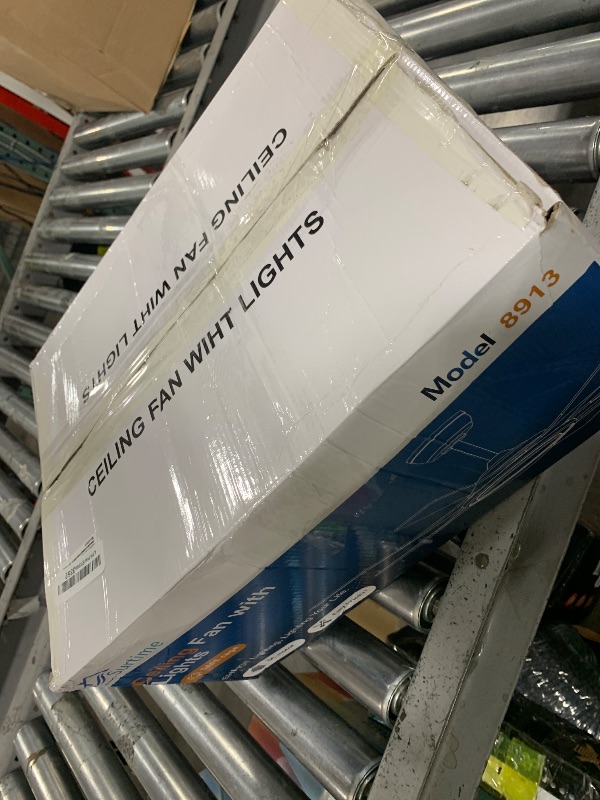 CEILING FAN WIHT LIGHTS
CEILING FAN WIHT LIGHTS
Model 8913
Ceiling Fan with
Lights